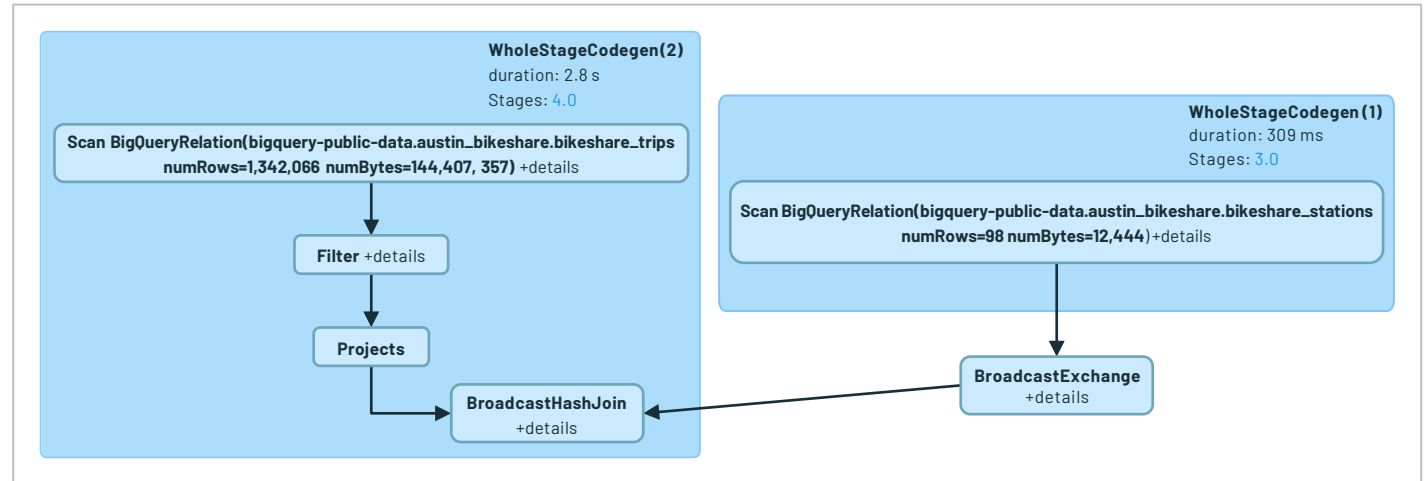 WholeStageCodegen (2)
duration: 2.8 s
Stages: 4.0
Scan BigQueryRelation(bigquery-public-data.austin_bikeshare.bikeshare_trips
numRows=1,342,066 numBytes=144,407, 357) +details
Filter +details
Projects
BroadcastHashJoin
+details
WholeStageCodegen (1)
duration: 309 ms
Stages: 3.0
Scan BigQueryRelation(bigquery-public-data.austin_bikeshare.bikeshare_stations
numRows=98 numBytes=12,444) +details
BroadcastExchange
+details